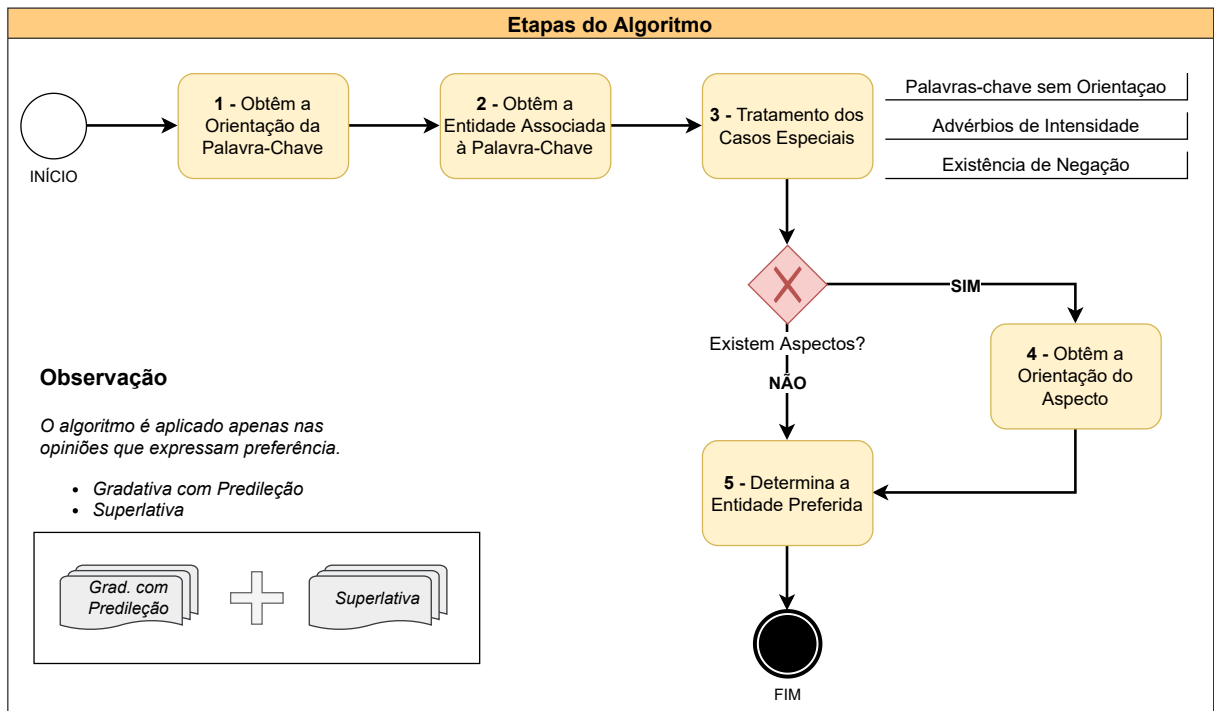 Etapas do Algoritmo
INÍCIO
1 - Obtêm a
Orientação da
Palavra-Chave
2 - Obtêm a
Entidade Associada
à Palavra-Chave
3 - Tratamento dos
Casos Especiais
Palavras-chave sem Orientaçao
Advérbios de Intensidade
Existência de Negação
Existem Aspectos?
SIM
NÃO
4 - Obtêm a
Orientação do
Aspecto
5 - Determina a
Entidade Preferida
FIM
Observação
O algoritmo é aplicado apenas nas
opiniões que expressam preferência.
• Gradativa com Predileção
• Superlativa
Grad. com
Predileção
Superlativa